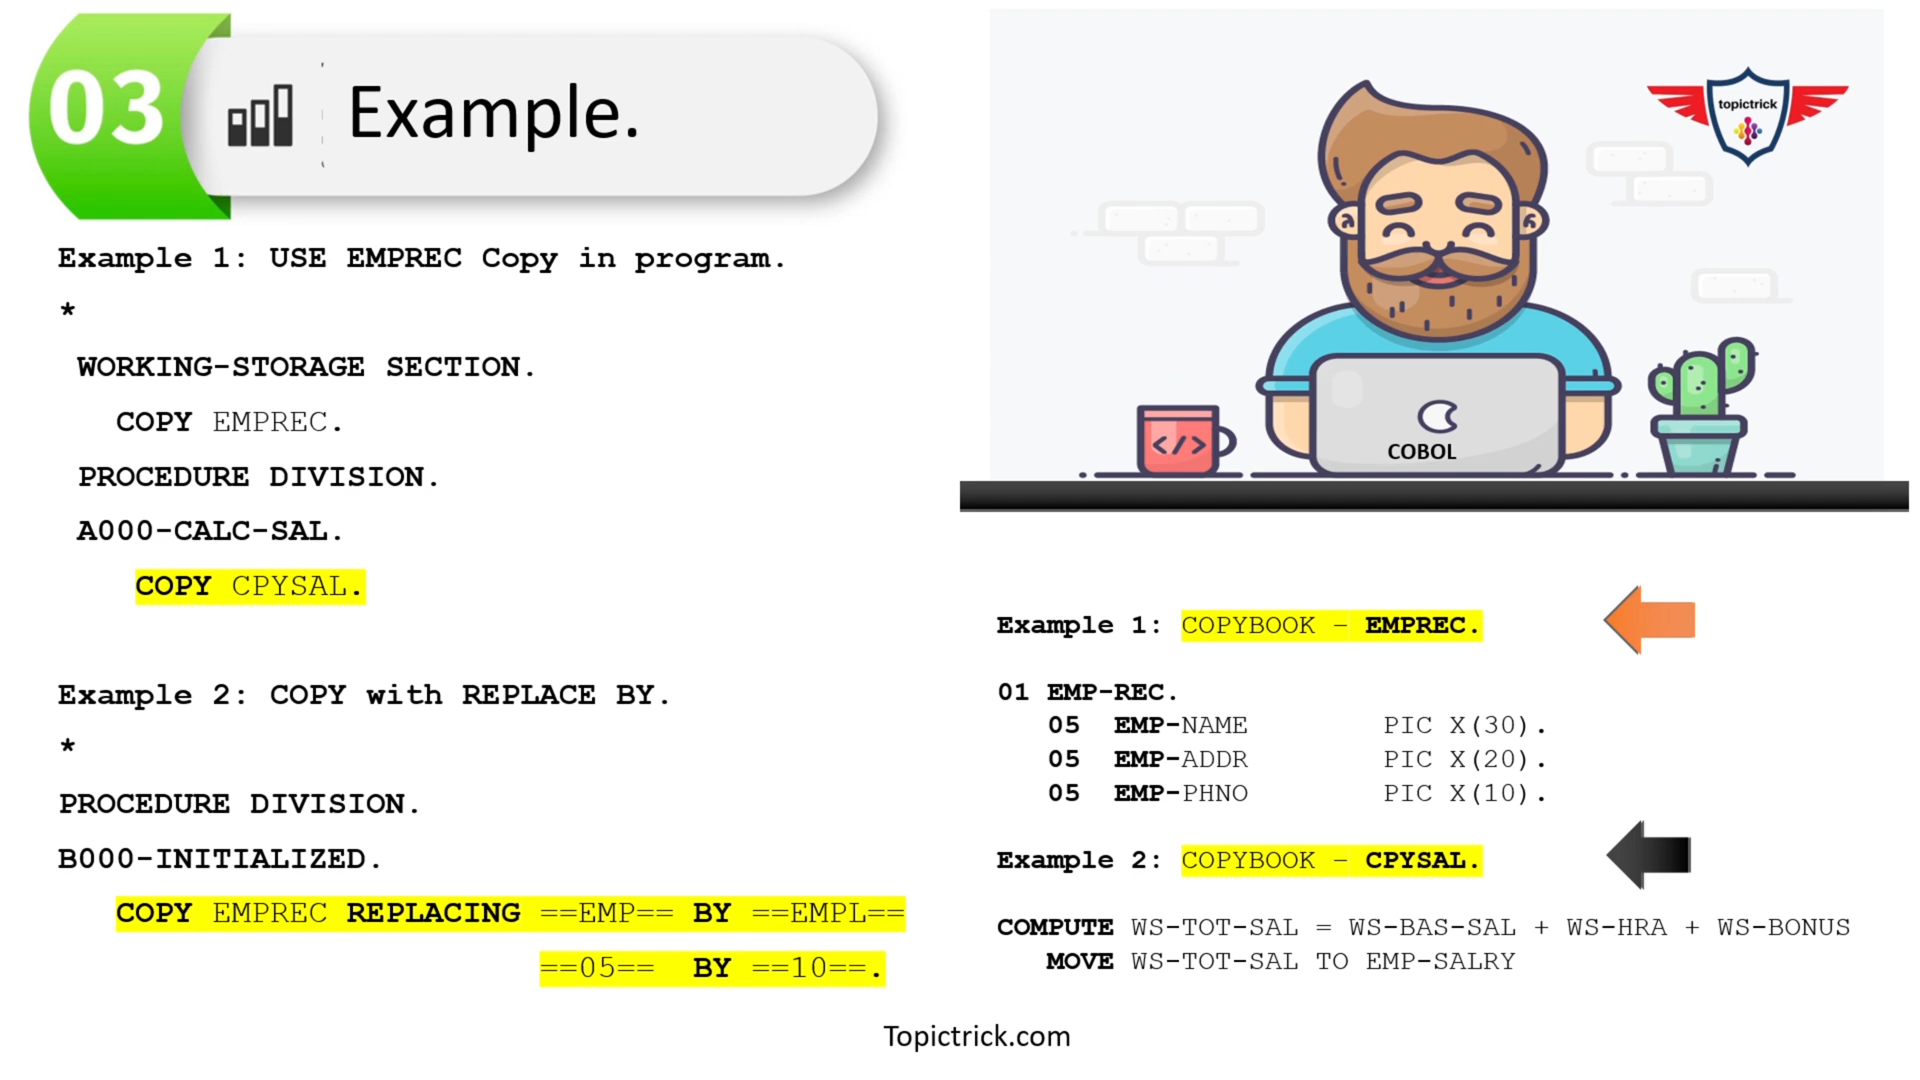 03
Example.
Example 1: USE EMPREC Copy in program.
*
WORKING-STORAGE SECTION.
COPY EMPREC.
PROCEDURE DIVISION.
A000-CALC-SAL.
COPY CPYSAL.
Example 2: COPY with REPLACE BY.
*
PROCEDURE DIVISION.
B000-INITIALIZED.
COPY EMPREC REPLACING ==EMP== BY ==EMPL==
==05== BY ==10==.
topictrick
</>
COBOL
Example 1: COPYBOOK - EMPREC.
01 EMP-REC.
05 EMP-NAME PIC X(30).
05 EMP-ADDR PIC X(20).
05 EMP-PHNO PIC X(10).
Example 2: COPYBOOK - CPYSAL.
COMPUTE WS-TOT-SAL = WS-BAS-SAL + WS-HRA + WS-BONUS
MOVE WS-TOT-SAL TO EMP-SALRY
Topictrick.com